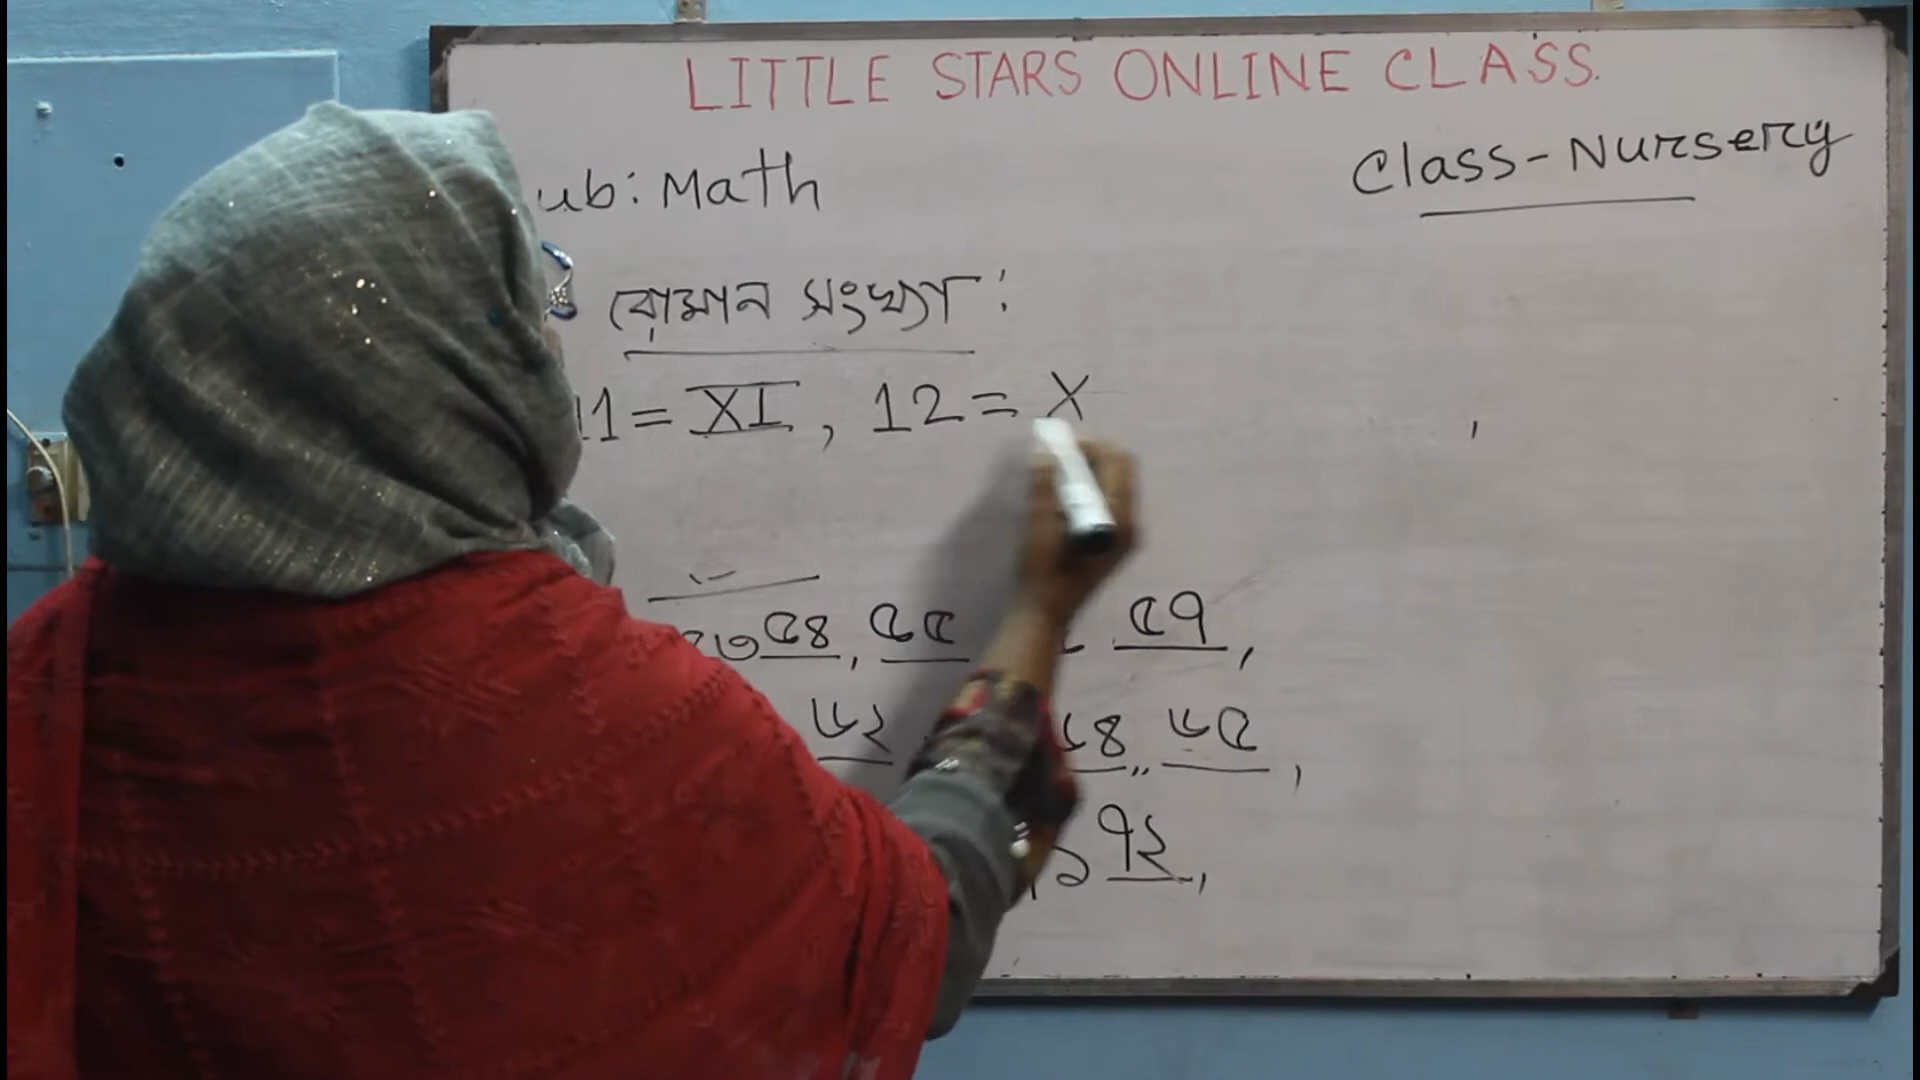 LITTLE STARS ONLINE CLASS
ub: Math
Class-Nursery
রোমান সংখ্যা :
11 = XI, 12 = X
৫৪, ৫৫ ৫৭,
৬২ ৬৪,, ৬৫,
৭২,